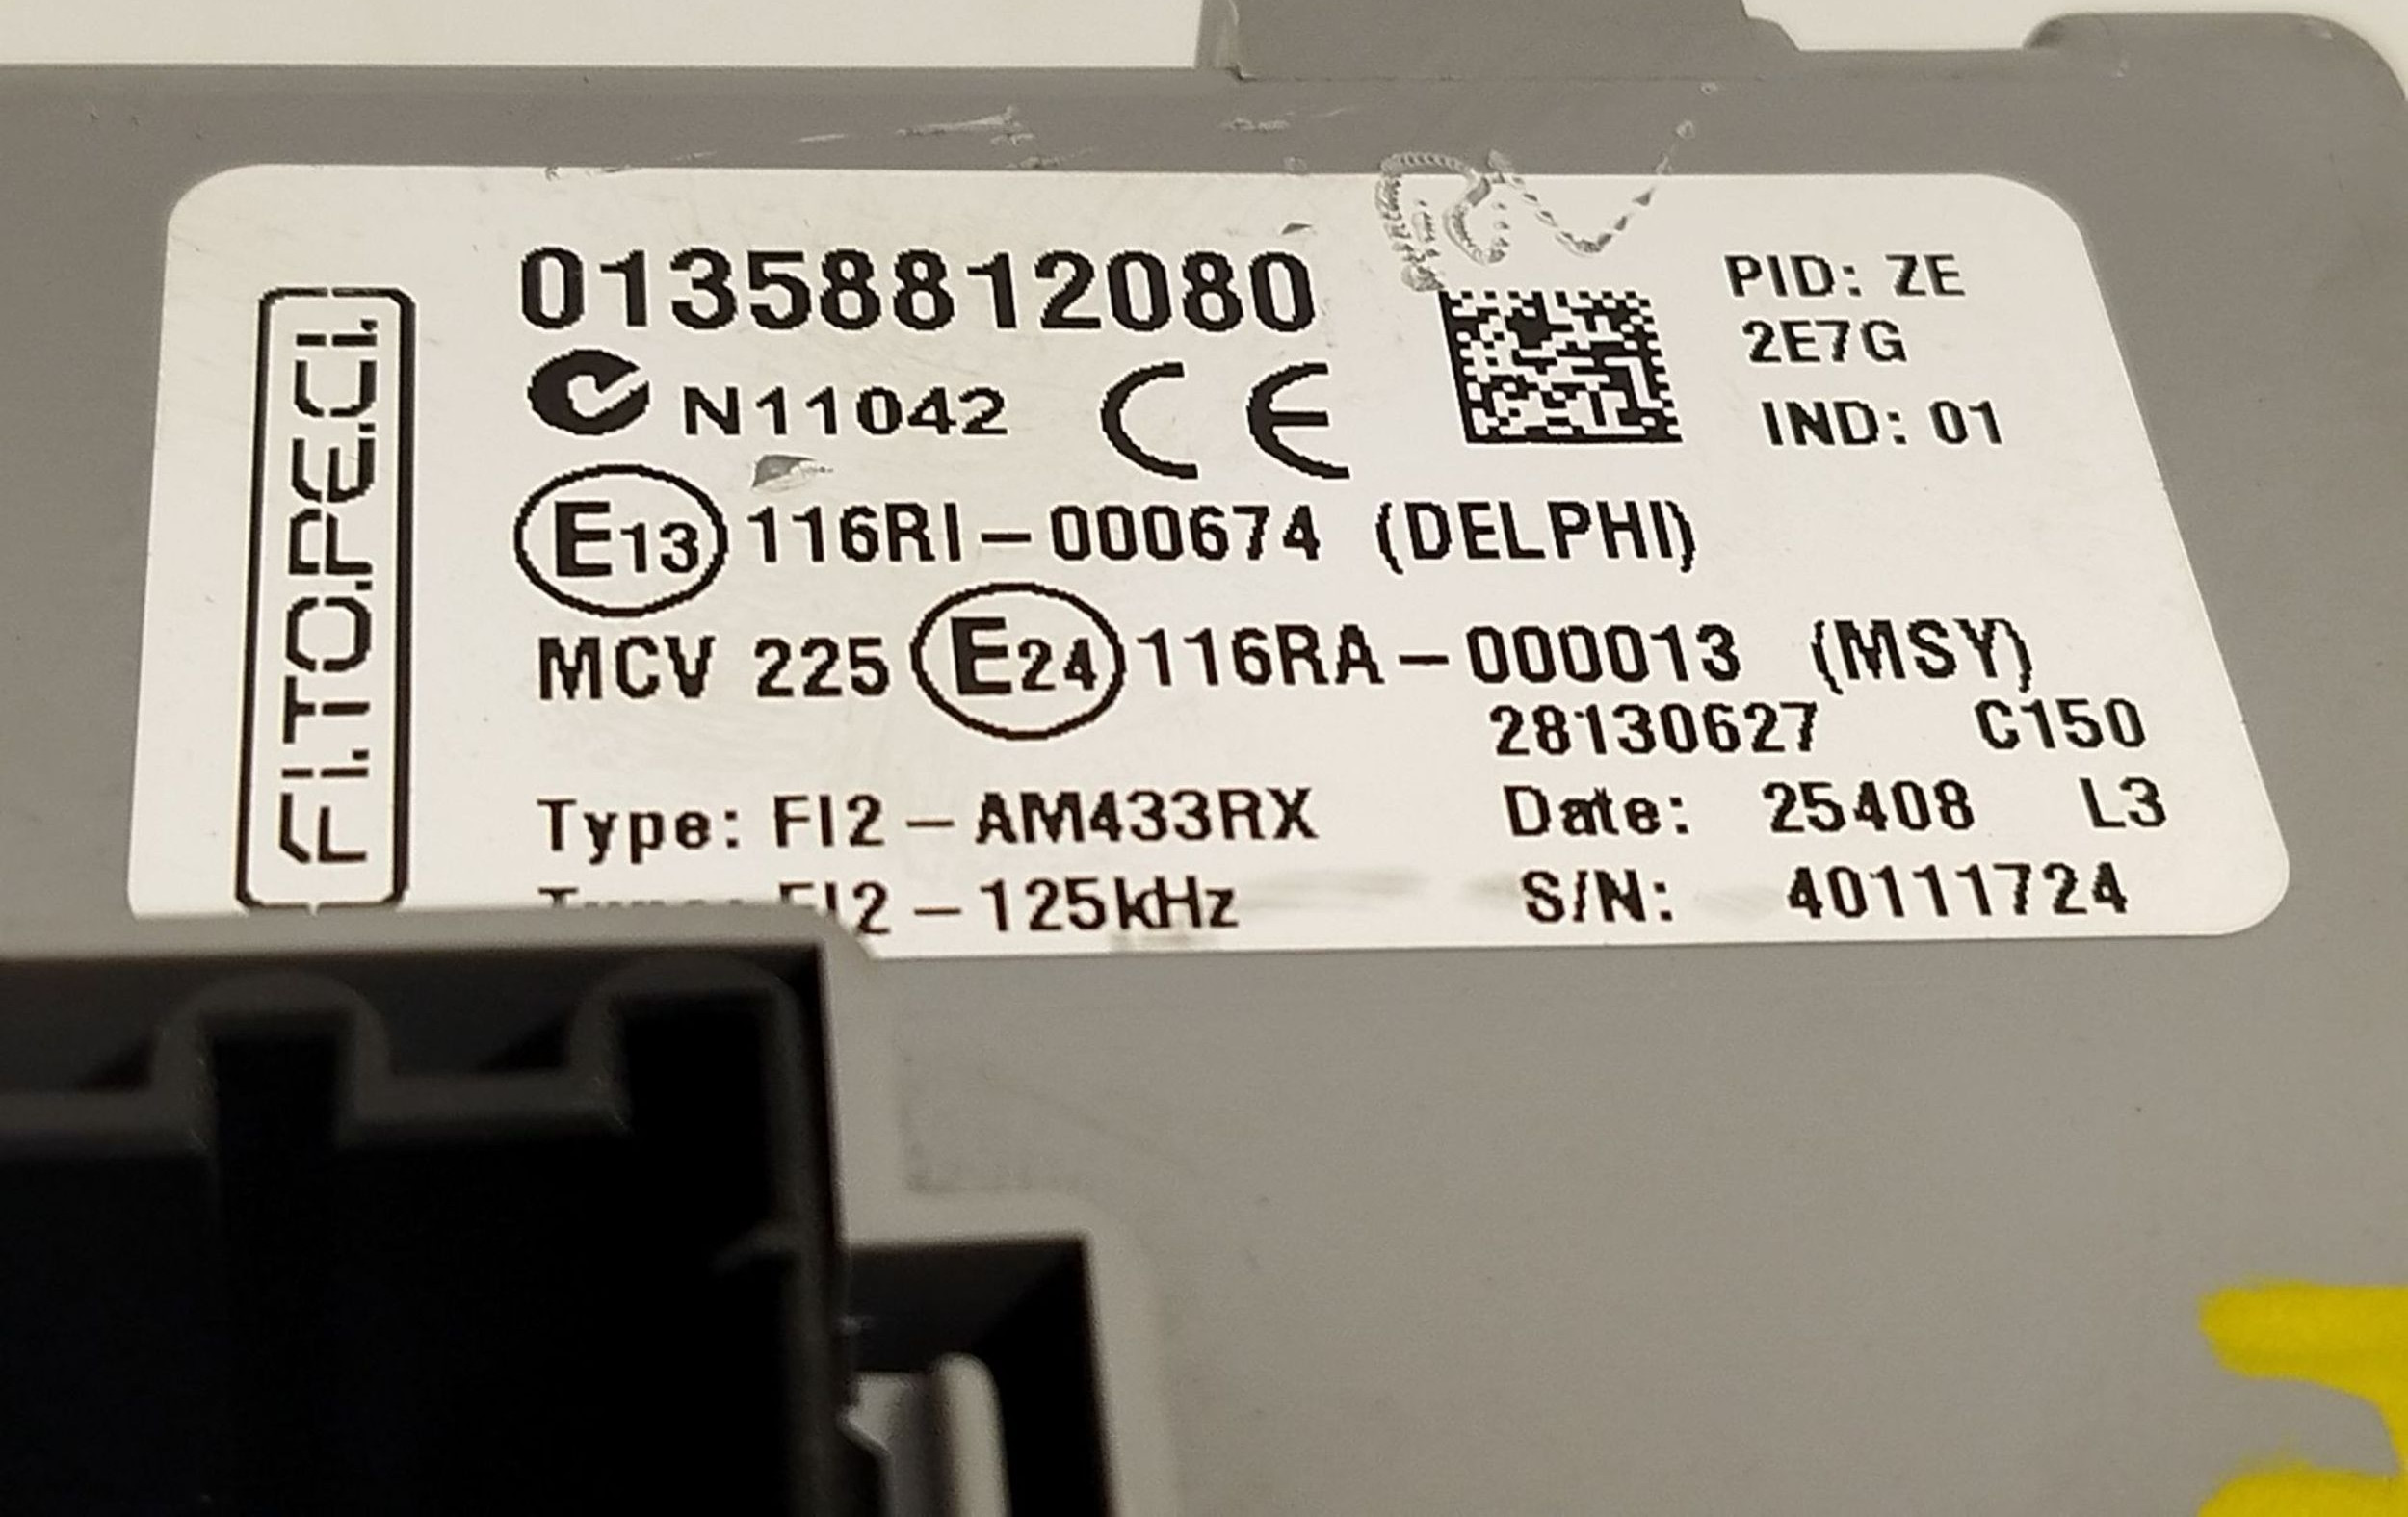 FI.TO.PE.CI.
01358812080
N11042 CE
PID: ZE
2E7G
IND: 01
E13 116RI-000674 (DELPHI)
MCV 225 E24 116RA-000013 (MSY)
28130627 C150
Type: FI2-AM433RX
Date: 25408 L3
FI2-125kHz
S/N: 40111724